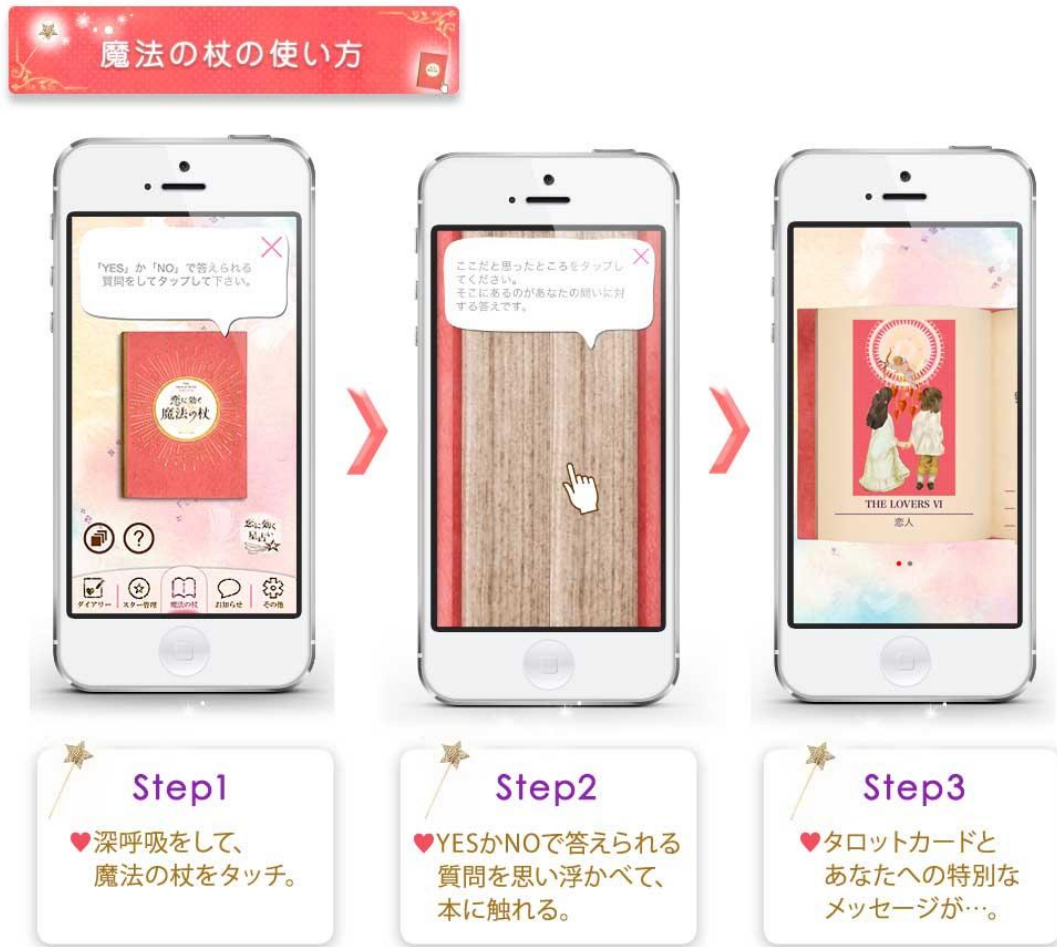 魔法の杖の使い方
「YES」か「NO」で答えられる
質問をしてタップして下さい。
恋に効く
魔法の杖
恋に効く
星占い
ダイアリー
スター管理
魔法の杖
お知らせ
その他
ここだと思ったところをタップし
てください。
そこにあるのがあなたの問いに対
する答えです。
THE LOVERS VI
恋人
Step1
♥深呼吸をして、
魔法の杖をタッチ。
Step2
♥YESかNOで答えられる
質問を思い浮かべて、
本に触れる。
Step3
♥タロットカードと
あなたへの特別な
メッセージが…。